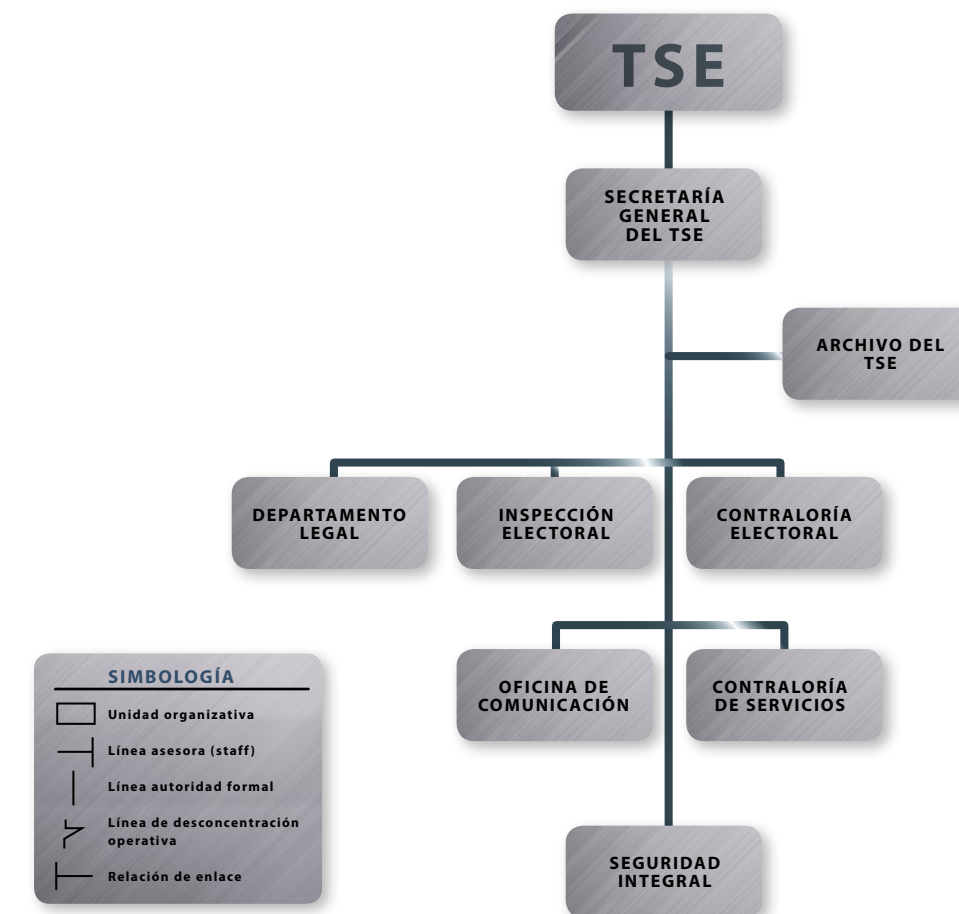 TSE
SECRETARÍA
GENERAL
DEL TSE
ARCHIVO DEL
TSE
DEPARTAMENTO
LEGAL
INSPECCIÓN
ELECTORAL
CONTRALORÍA
ELECTORAL
OFICINA DE
COMUNICACIÓN
CONTRALORÍA
DE SERVICIOS
SEGURIDAD
INTEGRAL
SIMBOLOGÍA
Unidad organizativa
Línea asesora (staff)
Línea autoridad formal
Línea de desconcentración
operativa
Relación de enlace